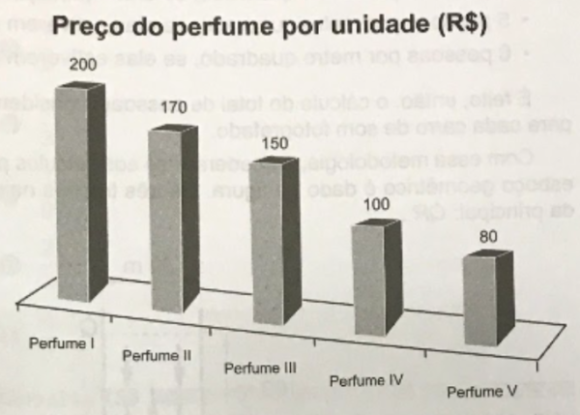 Preço do perfume por unidade (R$)
200
170
150
100
80
Perfume I
Perfume II
Perfume III
Perfume IV
Perfume V